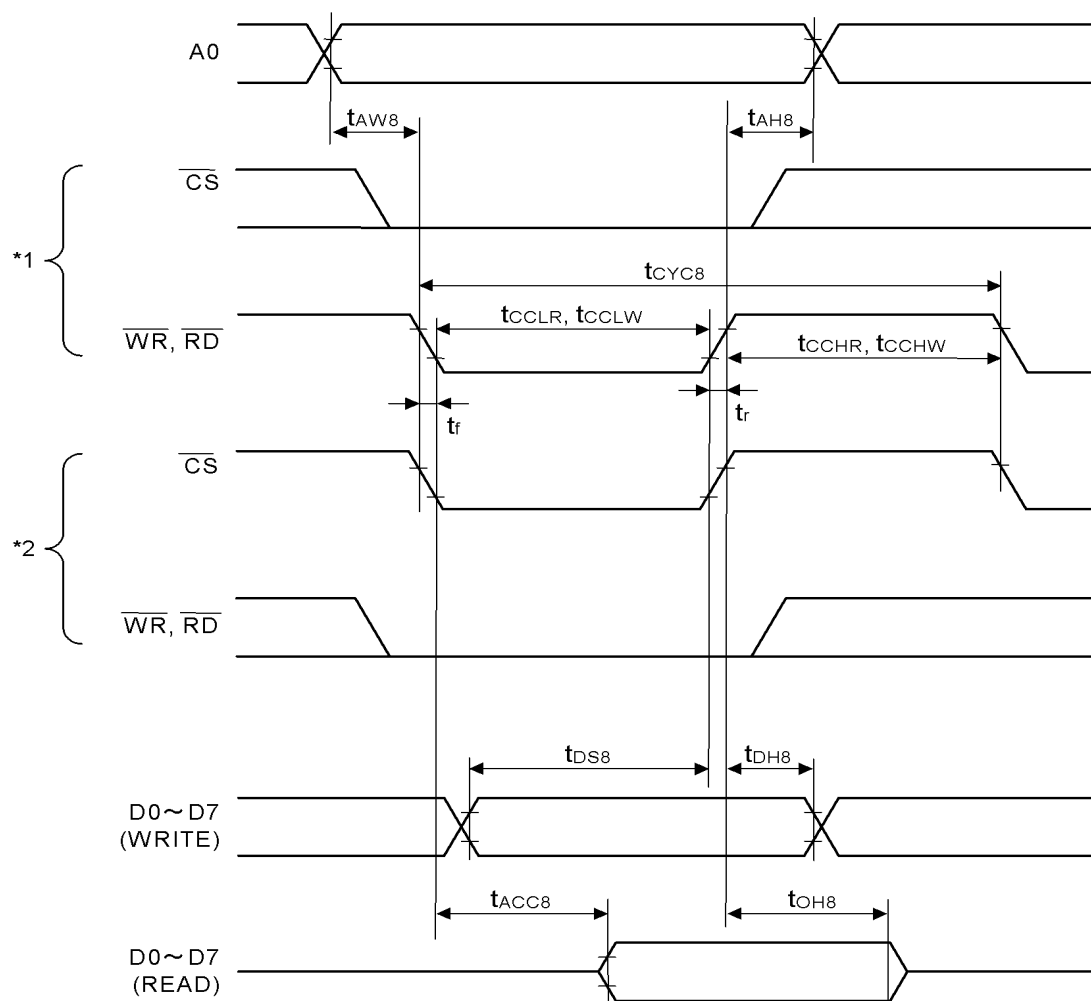 A0
tAW8
tAH8
CS
*1
tCYC8
tCCLR, tCCLW
WR, RD
tCCHR, tCCHW
tf
tr
CS
*2
WR, RD
tDS8
tDH8
D0～D7
(WRITE)
tACC8
tOH8
D0～D7
(READ)